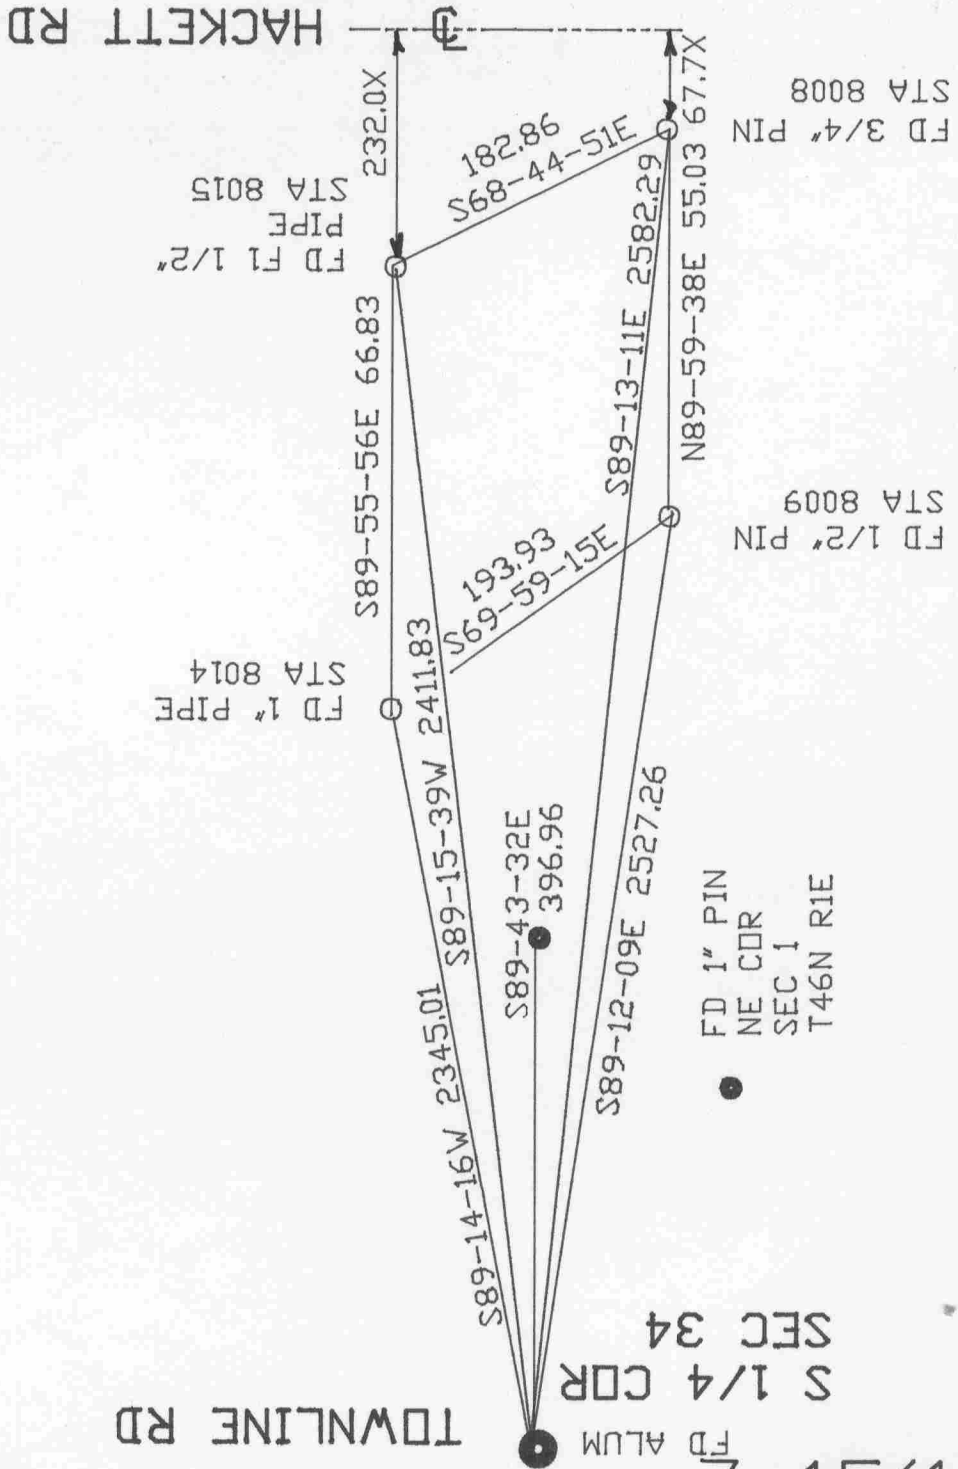 HACKETT RD
232.0X
67.7X
182.86
S68-44-51E
FD 3/4" PIN
STA 8008
FD F1 1/2"
PIPE
STA 8015
S89-55-56E 66.83
S89-13-11E 2582.29
N89-59-38E 55.03
FD 1/2" PIN
STA 8009
193.93
S69-59-15E
FD 1" PIPE
STA 8014
S89-15-39W 2411.83
S89-14-16W 2345.01
S89-43-32E
396.96
S89-12-09E 2527.26
FD 1" PIN
NE COR
SEC 1
T46N R1E
S 1/4 COR
SEC 34
FD ALUM
TOWNLINE RD